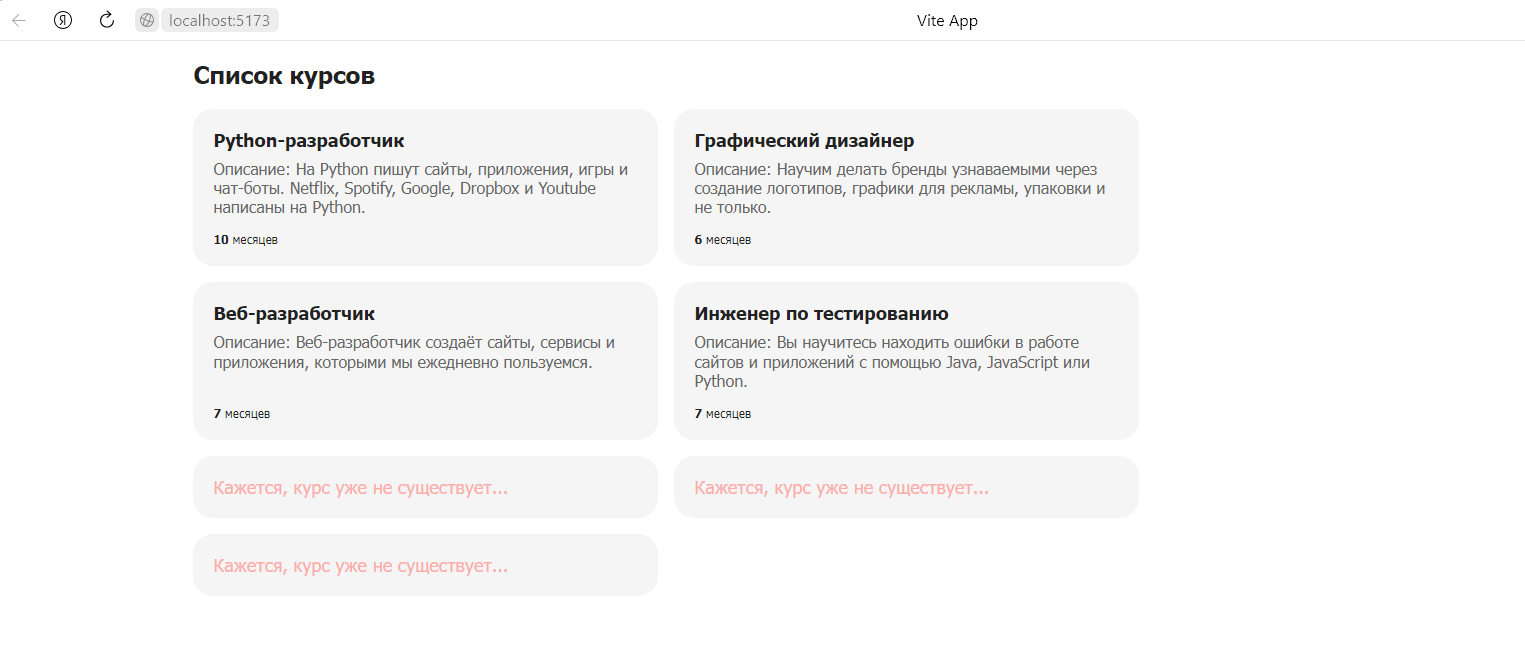 localhost:5173
Vite App
Список курсов
Python-разработчик
Описание: На Python пишут сайты, приложения, игры и
чат-боты. Netflix, Spotify, Google, Dropbox и Youtube
написаны на Python.
10 месяцев
Графический дизайнер
Описание: Научим делать бренды узнаваемыми через
создание логотипов, графики для рекламы, упаковки и
не только.
6 месяцев
Веб-разработчик
Описание: Веб-разработчик создаёт сайты, сервисы и
приложения, которыми мы ежедневно пользуемся.
7 месяцев
Инженер по тестированию
Описание: Вы научитесь находить ошибки в работе
сайтов и приложений с помощью Java, JavaScript или
Python.
7 месяцев
Кажется, курс уже не существует...
Кажется, курс уже не существует...
Кажется, курс уже не существует...